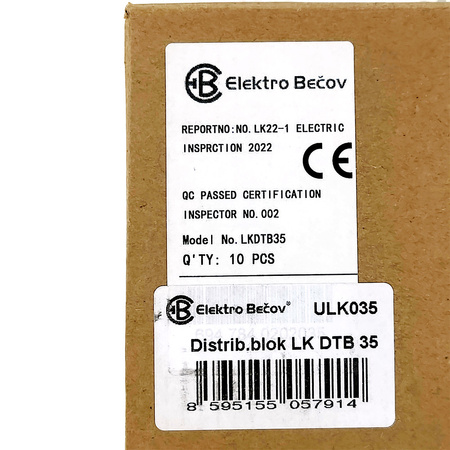 Elektro Bečov
REPORTNO:NO.LK22-1 ELECTRIC
INSPRCTION 2022
CE
QC PASSED CERTIFICATION
INSPECTOR NO.002
Model No.LKDTB35
Q'TY: 10 PCS
Elektro Bečov® ULK035
Distrib.blok LK DTB 35
8 595155 057914